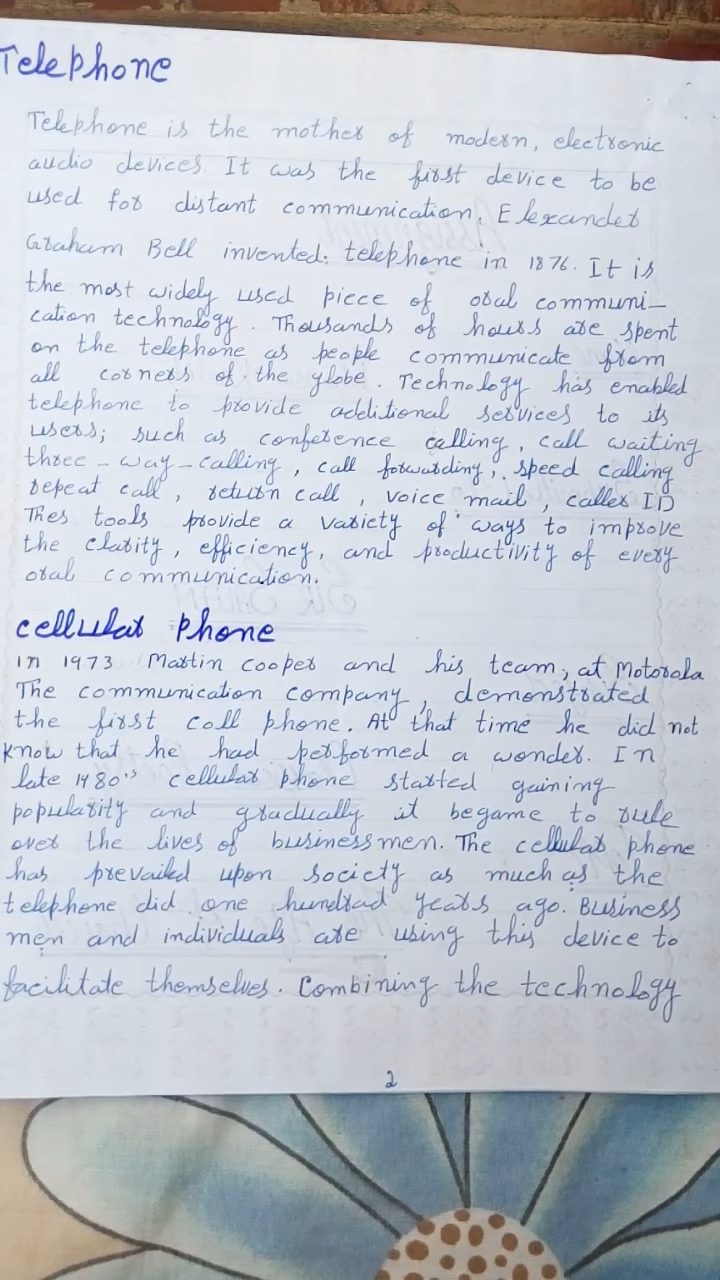 Telephone
Telephone is the mother of modern, electronic
audio devices. It was the first device to be
used for distant communication. Elexander
Graham Bell invented. telephone in 1876. It is
the most widely used piece of oral communi-
cation technology. Thousands of hours are spent
on the telephone as people communicate from
all corners of the globe. Technology has enabled
telephone to provide additional services to its
users; such as conference calling, call waiting
three-way-calling, call forwarding, speed calling
repeat call, return call, voice mail, caller ID
Thes tools provide a variety of ways to improve
the clarity, efficiency, and productivity of every
oral communication.
cellular phone
in 1973 Martin cooper and his team, at Motorola
The communication company, demonstrated
the first coll phone. At that time he did not
know that he had performed a wonder. In
late 1980's cellular phone started gaining
popularity and gradually it begame to rule
over the lives of businessmen. The cellular phone
has prevailed upon society as much as the
telephone did one hundrad years ago. Business
men and individuals are using this device to
facilitate themselves. Combining the technology
2